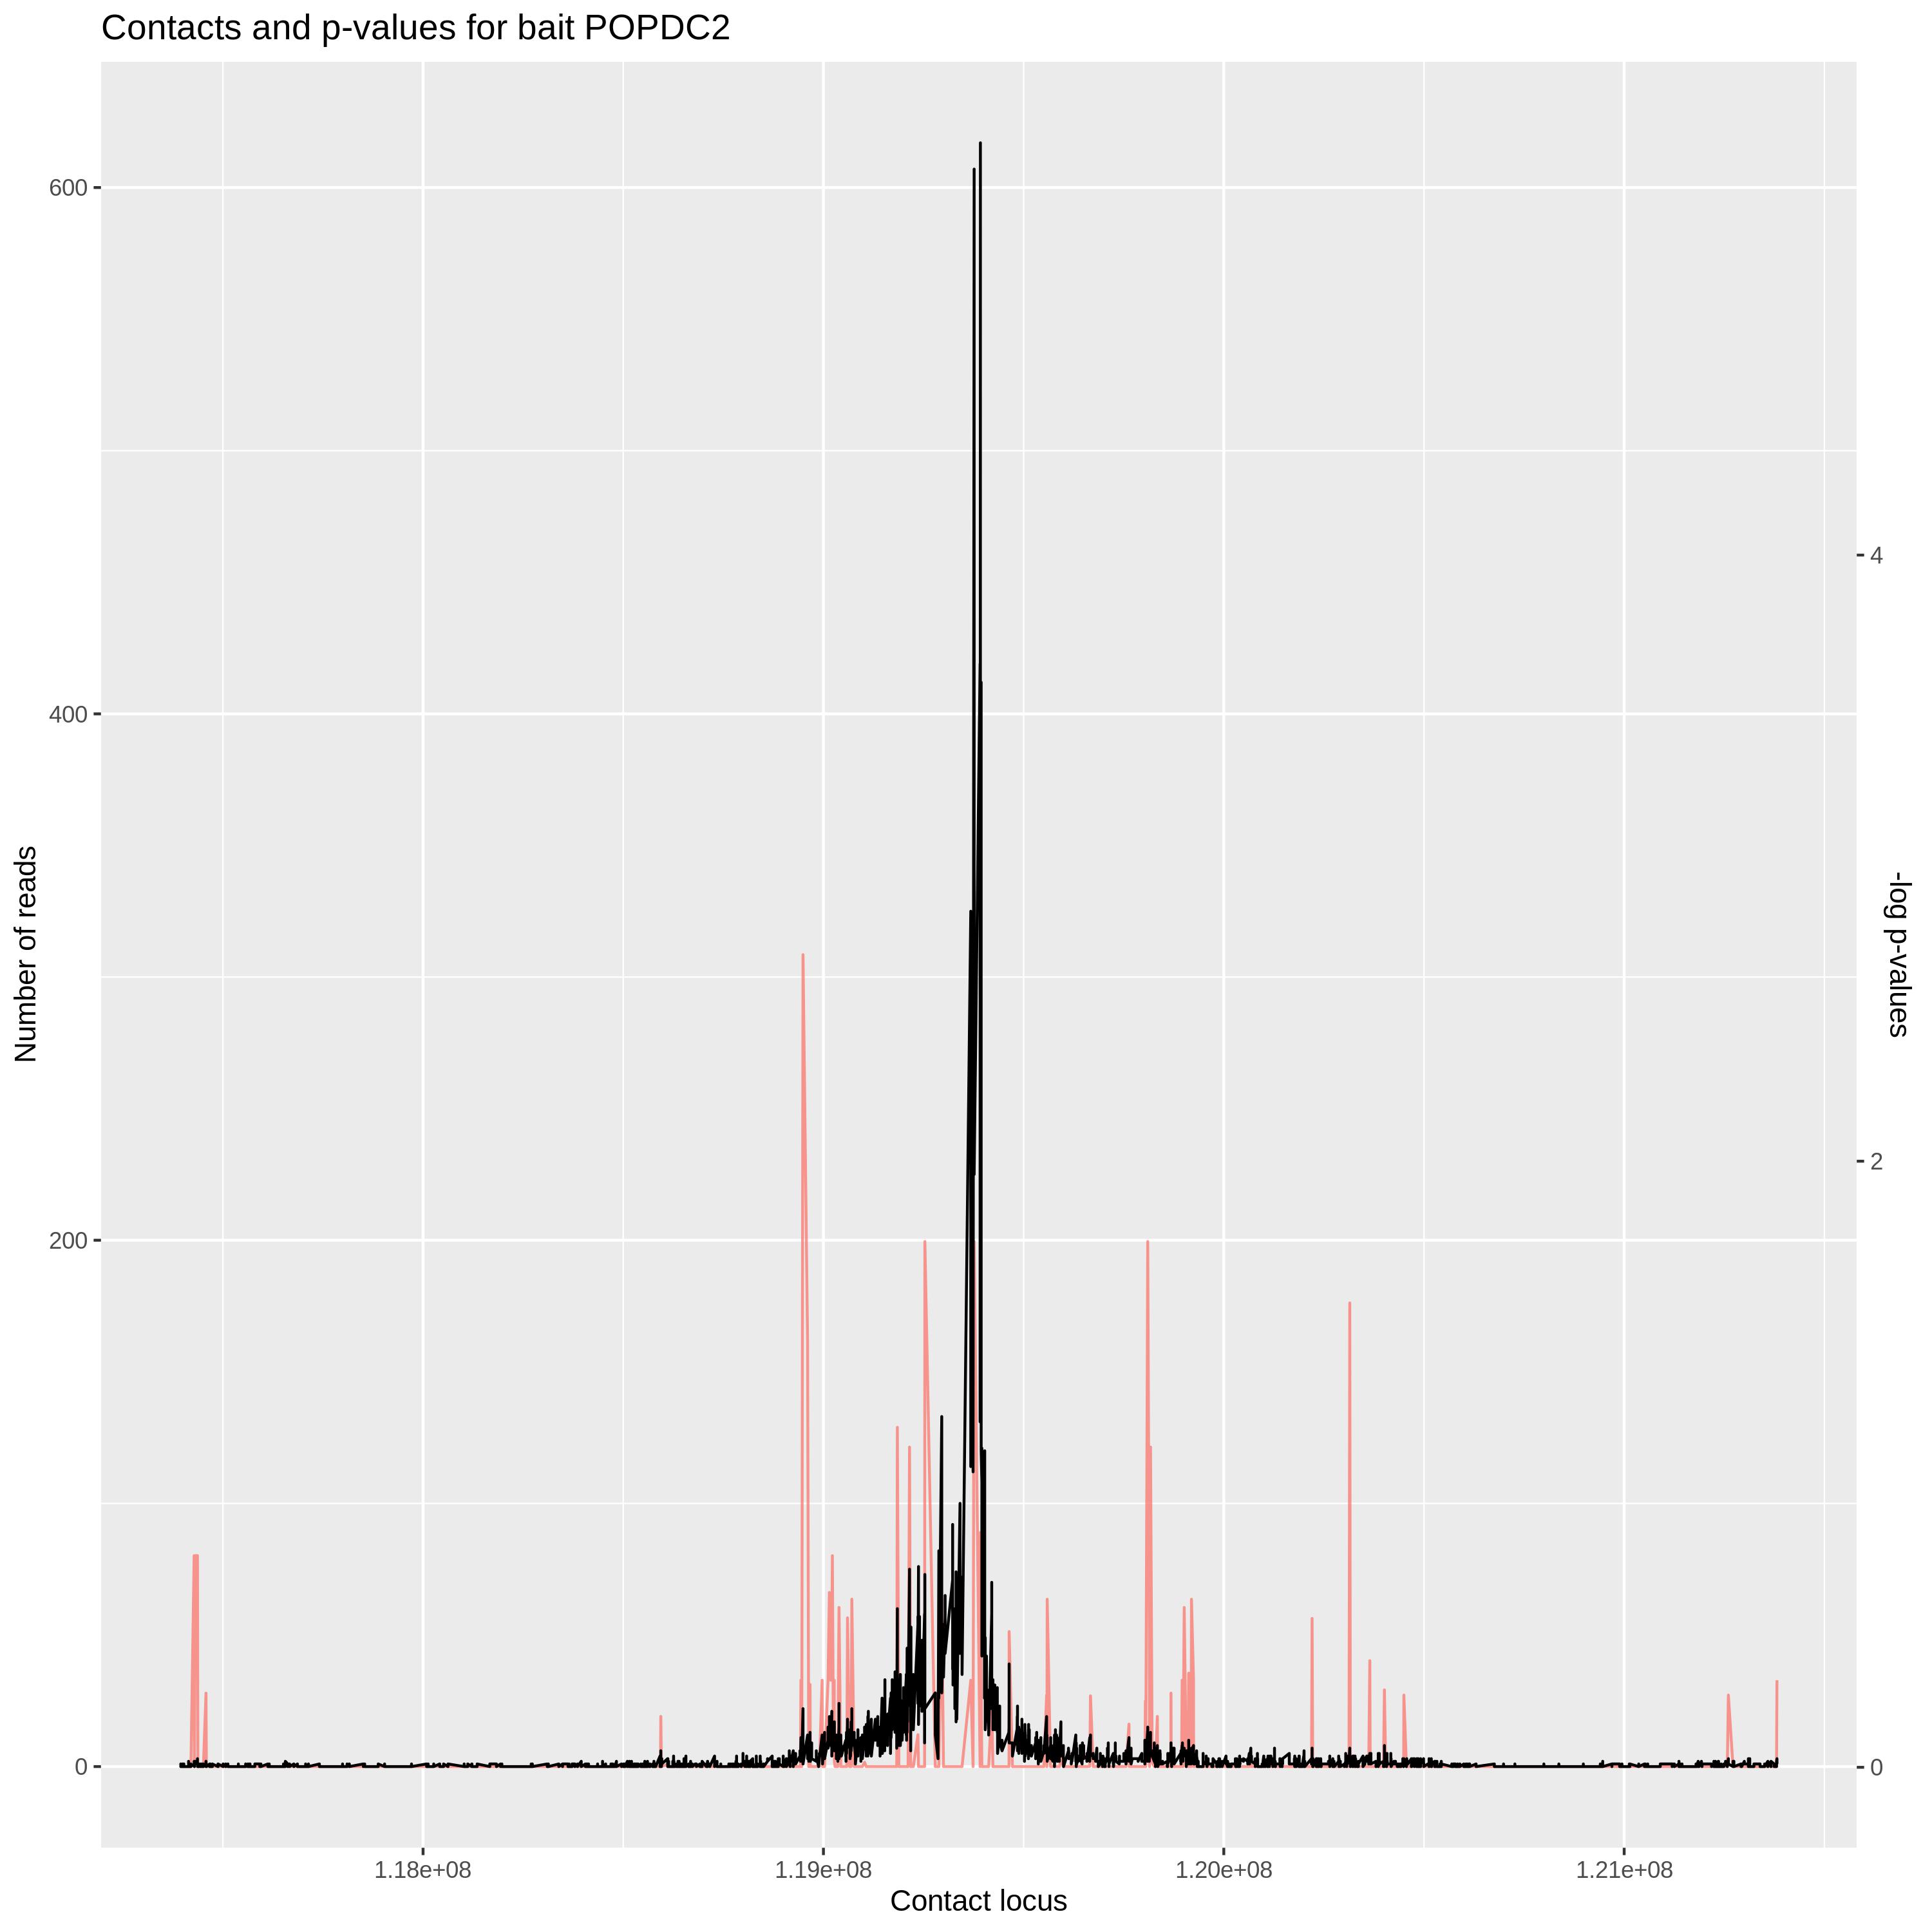 Contacts and p-values for bait POPDC2
600
400
200
0
4
2
0
Number of reads
-log p-values
1.18e+08 1.19e+08 1.20e+08 1.21e+08
Contact locus